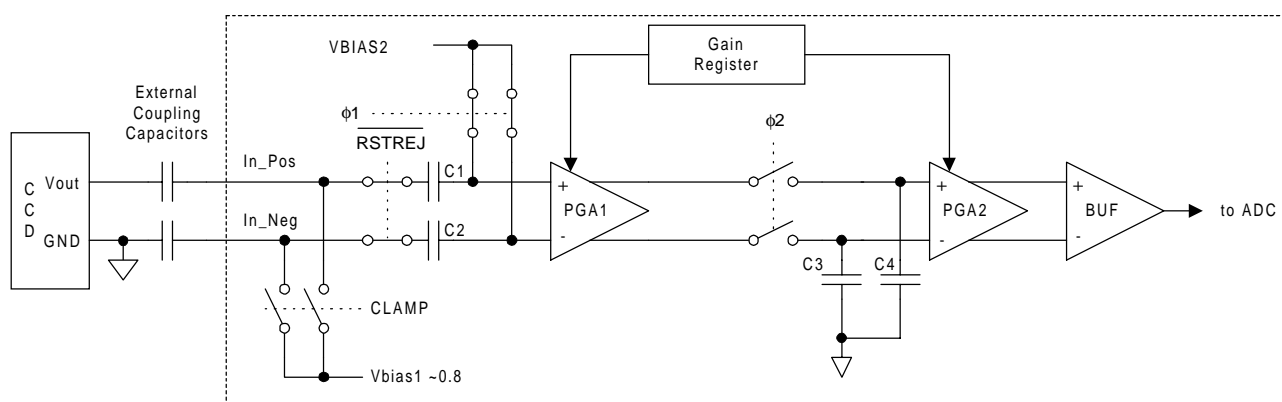 VBIAS2
Gain
Register
External
Coupling
Capacitors
ϕ1
RSTREJ
ϕ2
CCD
Vout
GND
In_Pos
In_Neg
C1
C2
+
PGA1
-
+
PGA2
-
+
BUF
-
to ADC
C3
C4
CLAMP
Vbias1 ~0.8